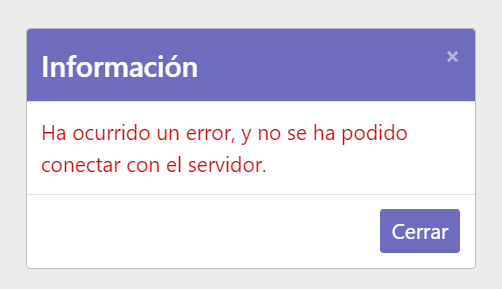 Información
×
Ha ocurrido un error, y no se ha podido
conectar con el servidor.
Cerrar